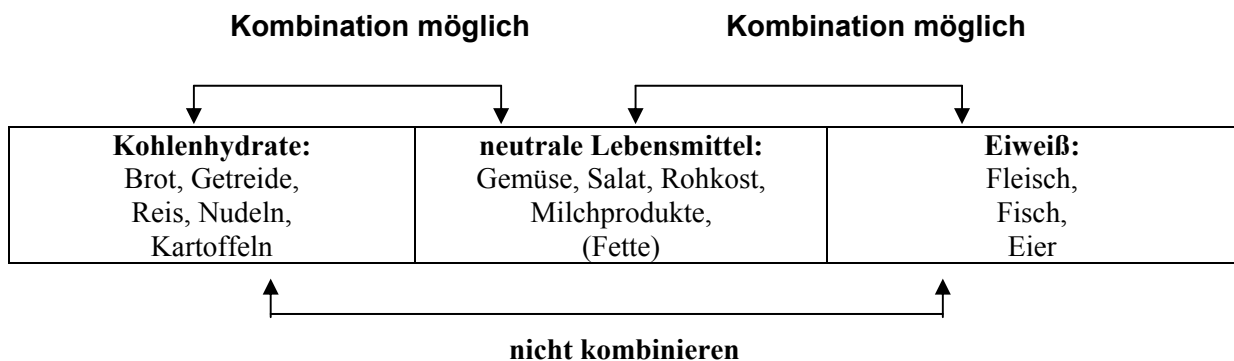 Kombination möglich
Kombination möglich
Kohlenhydrate:
Brot, Getreide,
Reis, Nudeln,
Kartoffeln
neutrale Lebensmittel:
Gemüse, Salat, Rohkost,
Milchprodukte,
(Fette)
Eiweiß:
Fleisch,
Fisch,
Eier
nicht kombinieren